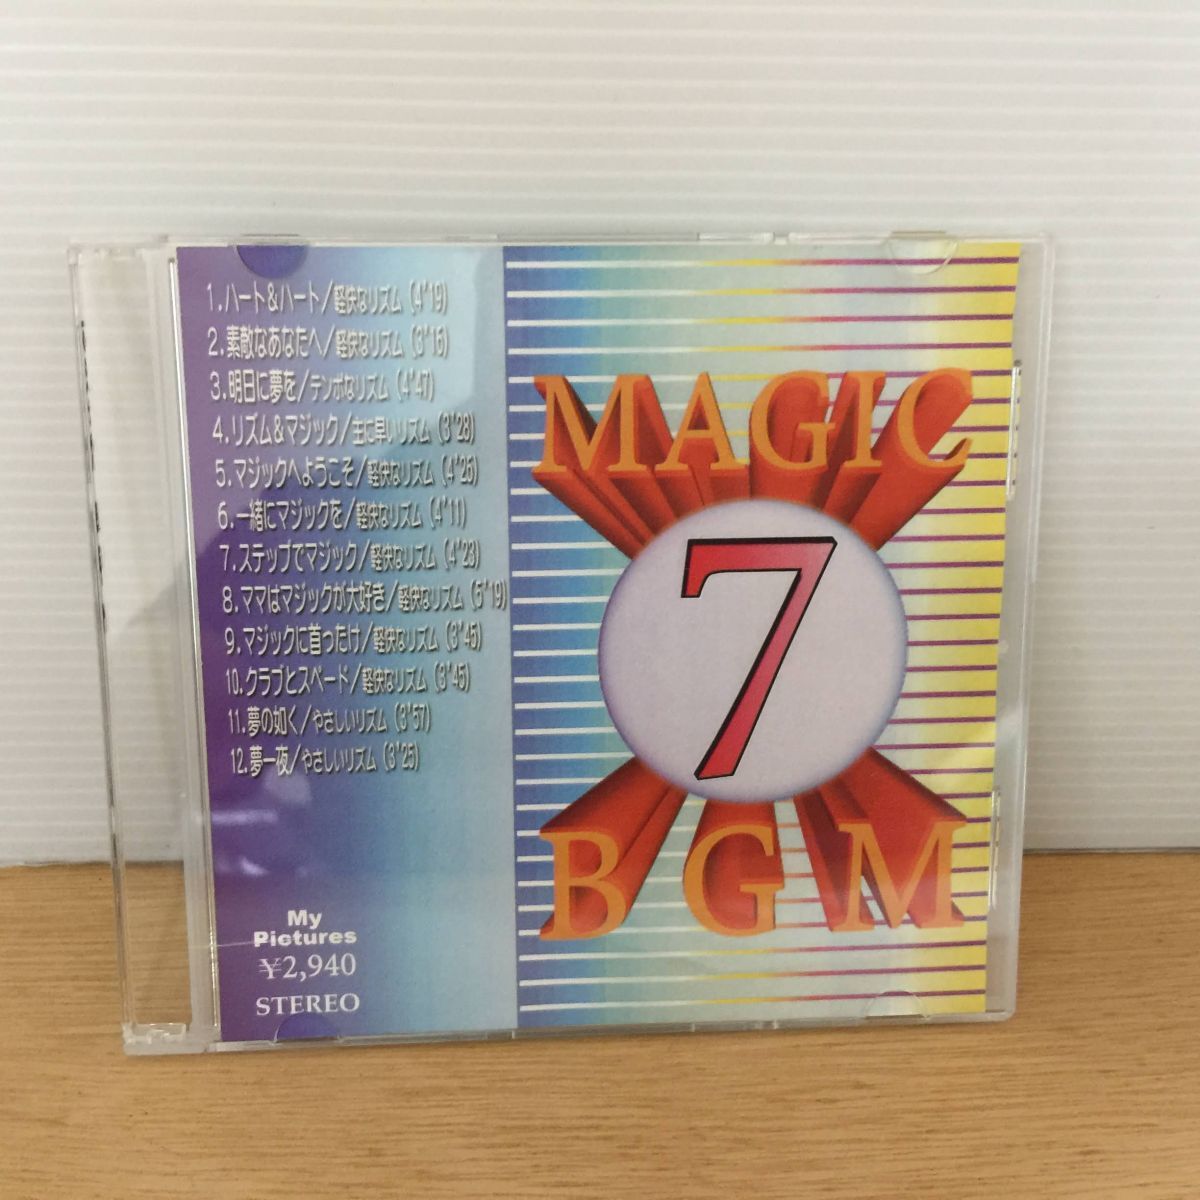 1.ハート&ハート/軽快なリズム (4"19)
2.素敵なあなたへ/軽快なリズム (3"16)
3.明日に夢を/テンポなリズム (4"47)
4.リズム&マジック/主に早いリズム (3"28)
5.マジックへようこそ/軽快なリズム (4"25)
6.一緒にマジックを/軽快なリズム (4"11)
7.ステップでマジック/軽快なリズム (4"23)
8.ママはマジックが大好き/軽快なリズム (5"19)
9.マジックに首ったけ/軽快なリズム (3"45)
10.クラブとスペード/軽快なリズム (3"45)
11.夢の如く/やさしいリズム (3"57)
12.夢一夜/やさしいリズム (3"25)
My
Pictures
¥2,940
STEREO
MAGIC
7
BGM